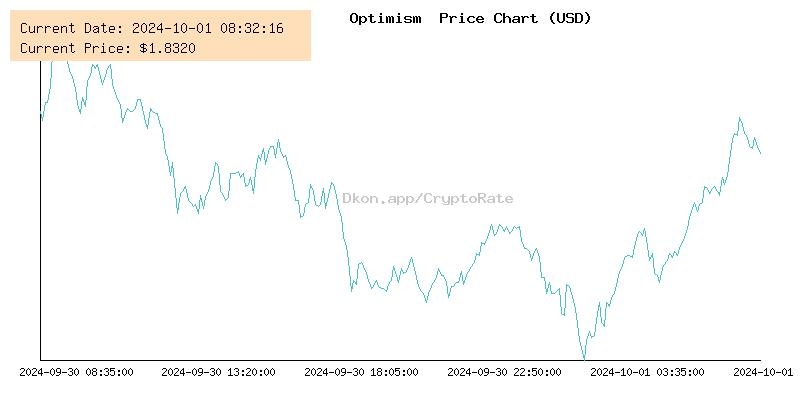 Optimism  Price Chart (USD)
Current Date: 2024-10-01 08:32:16
Current Price: $1.8320
Dkon.app/CryptoRate
2024-09-30 08:35:00 2024-09-30 13:20:00 2024-09-30 18:05:00 2024-09-30 22:50:00 2024-10-01 03:35:00 2024-10-01